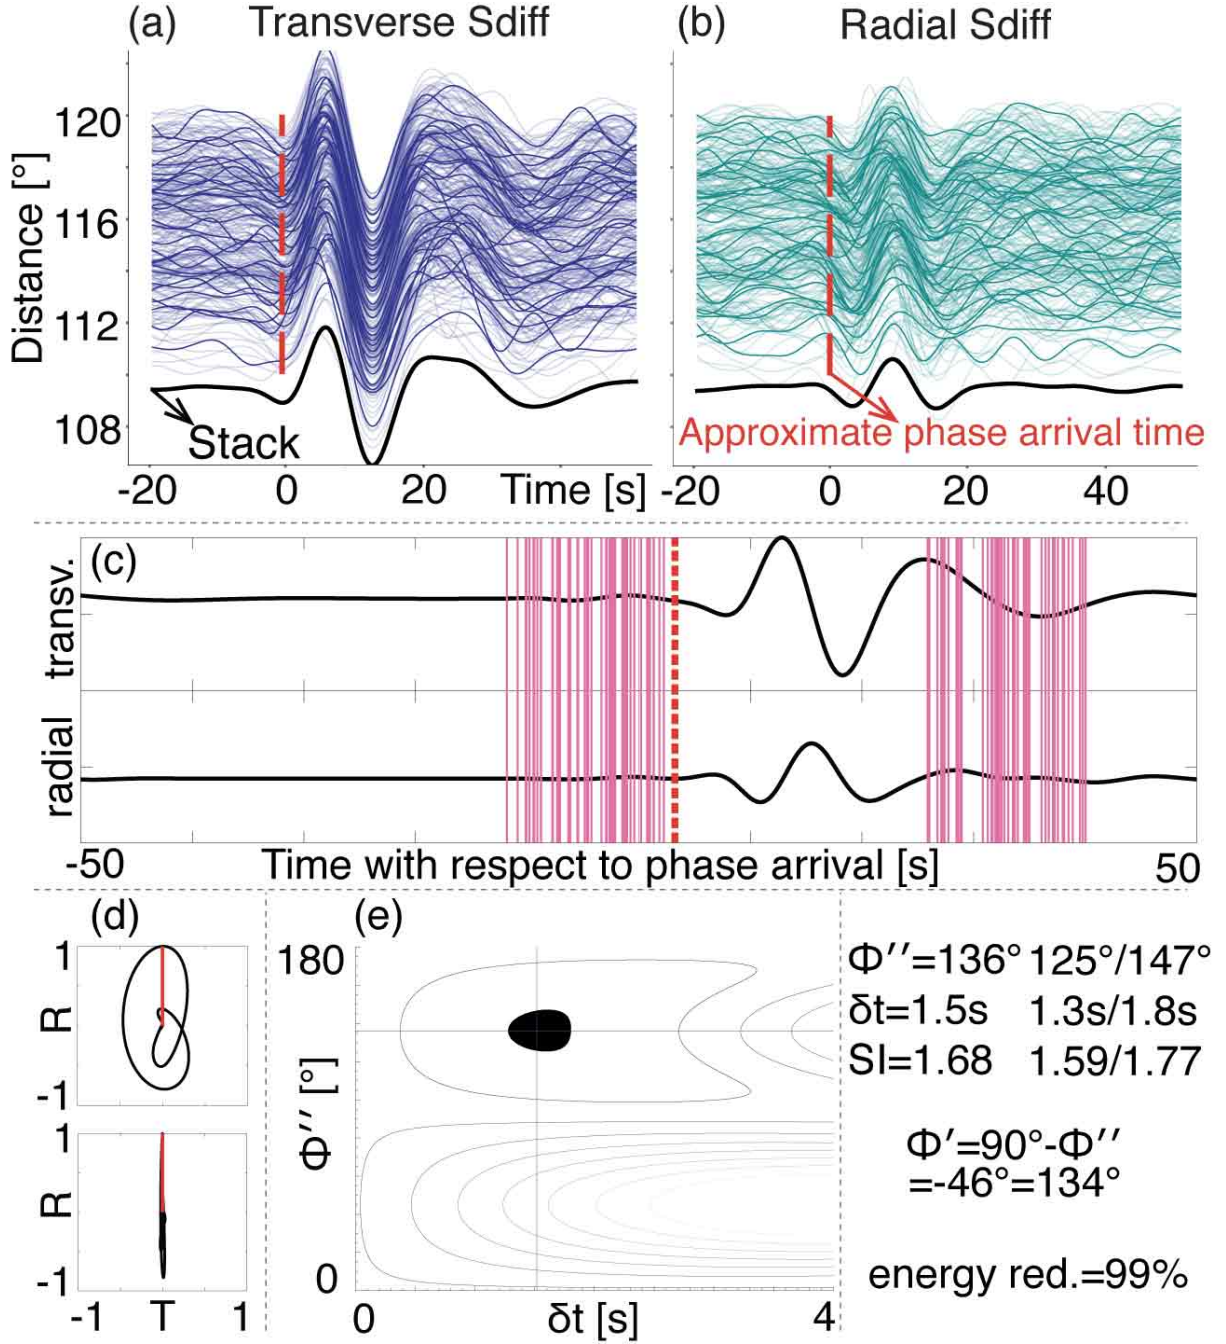 (a) Transverse Sdiff
(b) Radial Sdiff
Distance [°]
120
116
112
108
Stack
Approximate phase arrival time
-20 0 20 Time [s]
-20 0 20 40
(c)
transv.
radial
-50 Time with respect to phase arrival [s] 50
(d)
1
R
-1
1
R
-1
-1 T 1
(e)
180
Φ′′ [°]
0
0 δt [s] 4
Φ′′=136° 125°/147°
δt=1.5s 1.3s/1.8s
SI=1.68 1.59/1.77
Φ′=90°-Φ′′
=-46°=134°
energy red.=99%